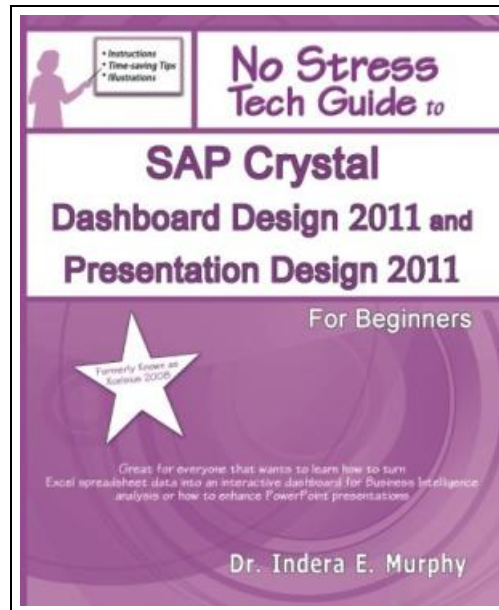 • Instructions
• Time-saving Tips
• Illustrations
No Stress
Tech Guide to
SAP Crystal
Dashboard Design 2011 and
Presentation Design 2011
For Beginners
Formerly Known as
Xcelsius 2008
Great for everyone that wants to learn how to turn
Excel spreadsheet data into an interactive dashboard for Business Intelligence
analysis or how to enhance PowerPoint presentations
Dr. Indera E. Murphy